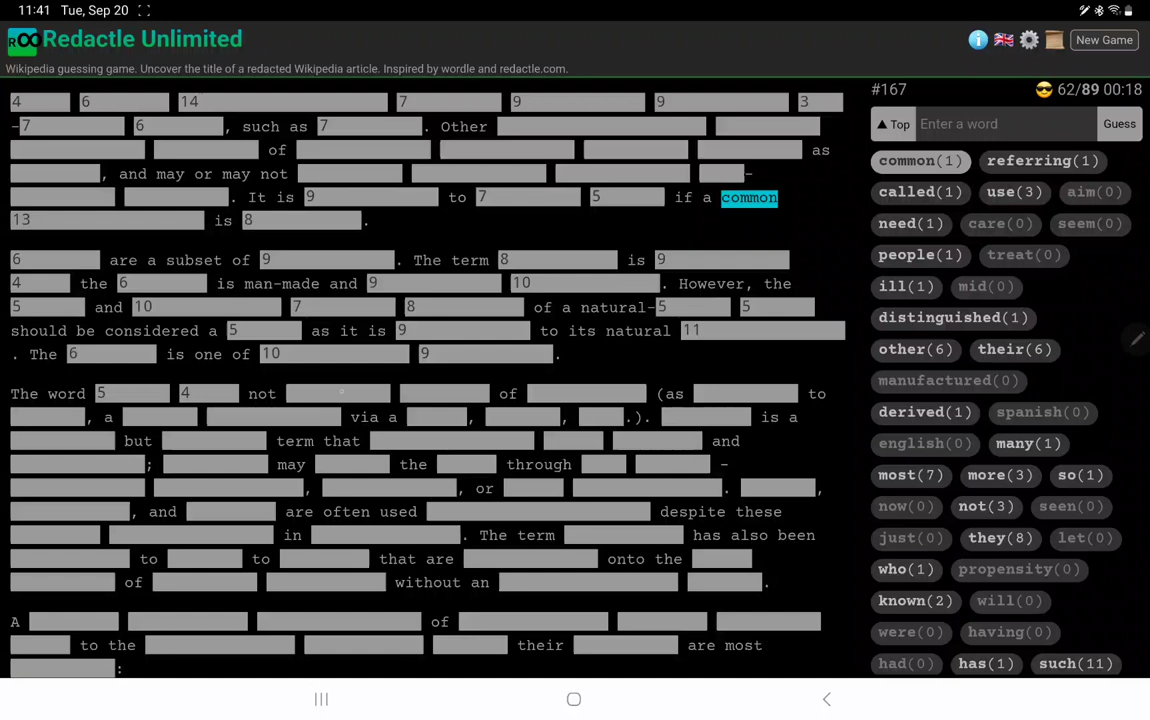 11:41 Tue, Sep 20
Redactle Unlimited
New Game
Wikipedia guessing game. Uncover the title of a redacted Wikipedia article. Inspired by wordle and redactle.com.
4 6 14 7 9 9 3
-7 6, such as 7. Other
of as
, and may or may not -
. It is 9 to 7 5 if a common
13 is 8.
6 are a subset of 9. The term 8 is 9
4 the 6 is man-made and 9 10. However, the
5 and 10 7 8 of a natural-5 5
should be considered a 5 as it is 9 to its natural 11
. The 6 is one of 10 9.
The word 5 4 not of (as to
, a via a , , .). is a
but term that and
; may the through -
, or . ,
, and are often used despite these
in . The term has also been
to to that are onto the
of without an .
A of
to the their are most
:
#167 62/89 00:18
▲ Top Enter a word Guess
common(1) referring(1)
called(1) use(3) aim(0)
need(1) care(0) seem(0)
people(1) treat(0)
ill(1) mid(0)
distinguished(1)
other(6) their(6)
manufactured(0)
derived(1) spanish(0)
english(0) many(1)
most(7) more(3) so(1)
now(0) not(3) seen(0)
just(0) they(8) let(0)
who(1) propensity(0)
known(2) will(0)
were(0) having(0)
had(0) has(1) such(11)